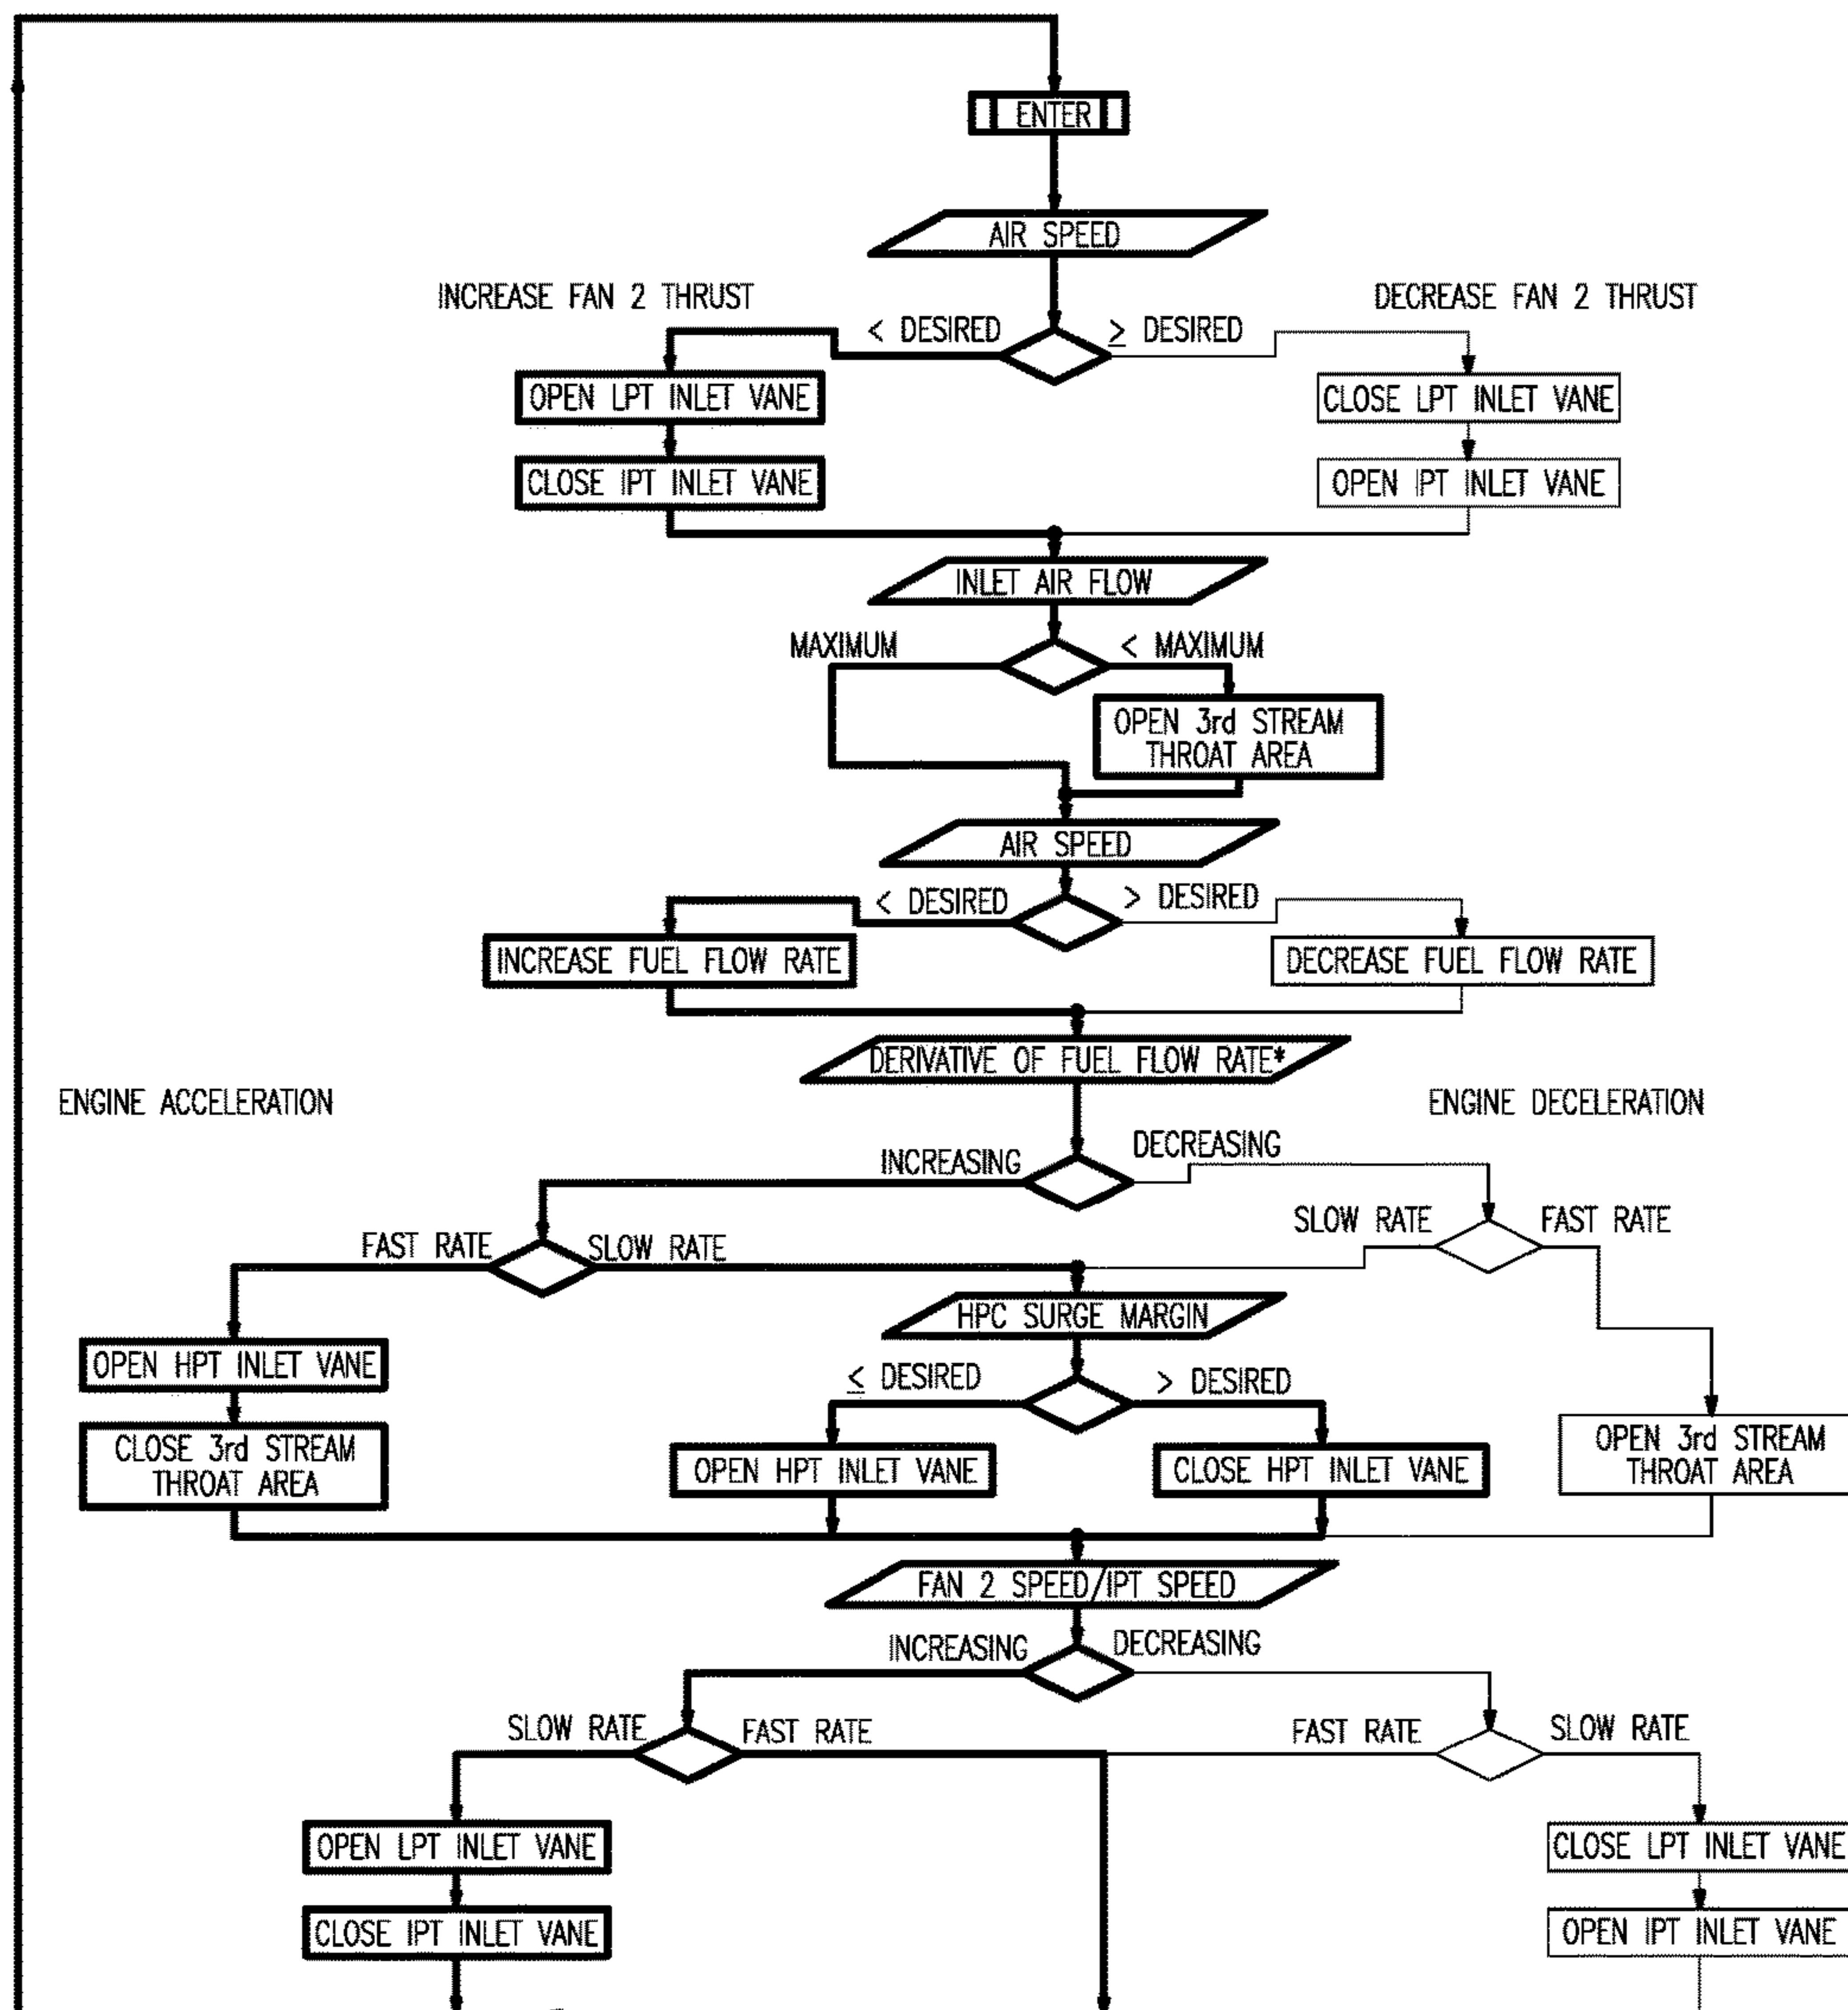 ENTER
AIR SPEED
INCREASE FAN 2 THRUST
DECREASE FAN 2 THRUST
< DESIRED
≥ DESIRED
OPEN LPT INLET VANE
CLOSE LPT INLET VANE
CLOSE IPT INLET VANE
OPEN IPT INLET VANE
INLET AIR FLOW
MAXIMUM
< MAXIMUM
OPEN 3rd STREAM
THROAT AREA
AIR SPEED
< DESIRED
> DESIRED
INCREASE FUEL FLOW RATE
DECREASE FUEL FLOW RATE
DERIVATIVE OF FUEL FLOW RATE*
ENGINE ACCELERATION
ENGINE DECELERATION
INCREASING
DECREASING
FAST RATE
SLOW RATE
SLOW RATE
FAST RATE
HPC SURGE MARGIN
OPEN HPT INLET VANE
≤ DESIRED
> DESIRED
CLOSE 3rd STREAM
THROAT AREA
OPEN HPT INLET VANE
CLOSE HPT INLET VANE
OPEN 3rd STREAM
THROAT AREA
FAN 2 SPEED/IPT SPEED
INCREASING
DECREASING
SLOW RATE
FAST RATE
FAST RATE
SLOW RATE
OPEN LPT INLET VANE
CLOSE LPT INLET VANE
CLOSE IPT INLET VANE
OPEN IPT INLET VANE